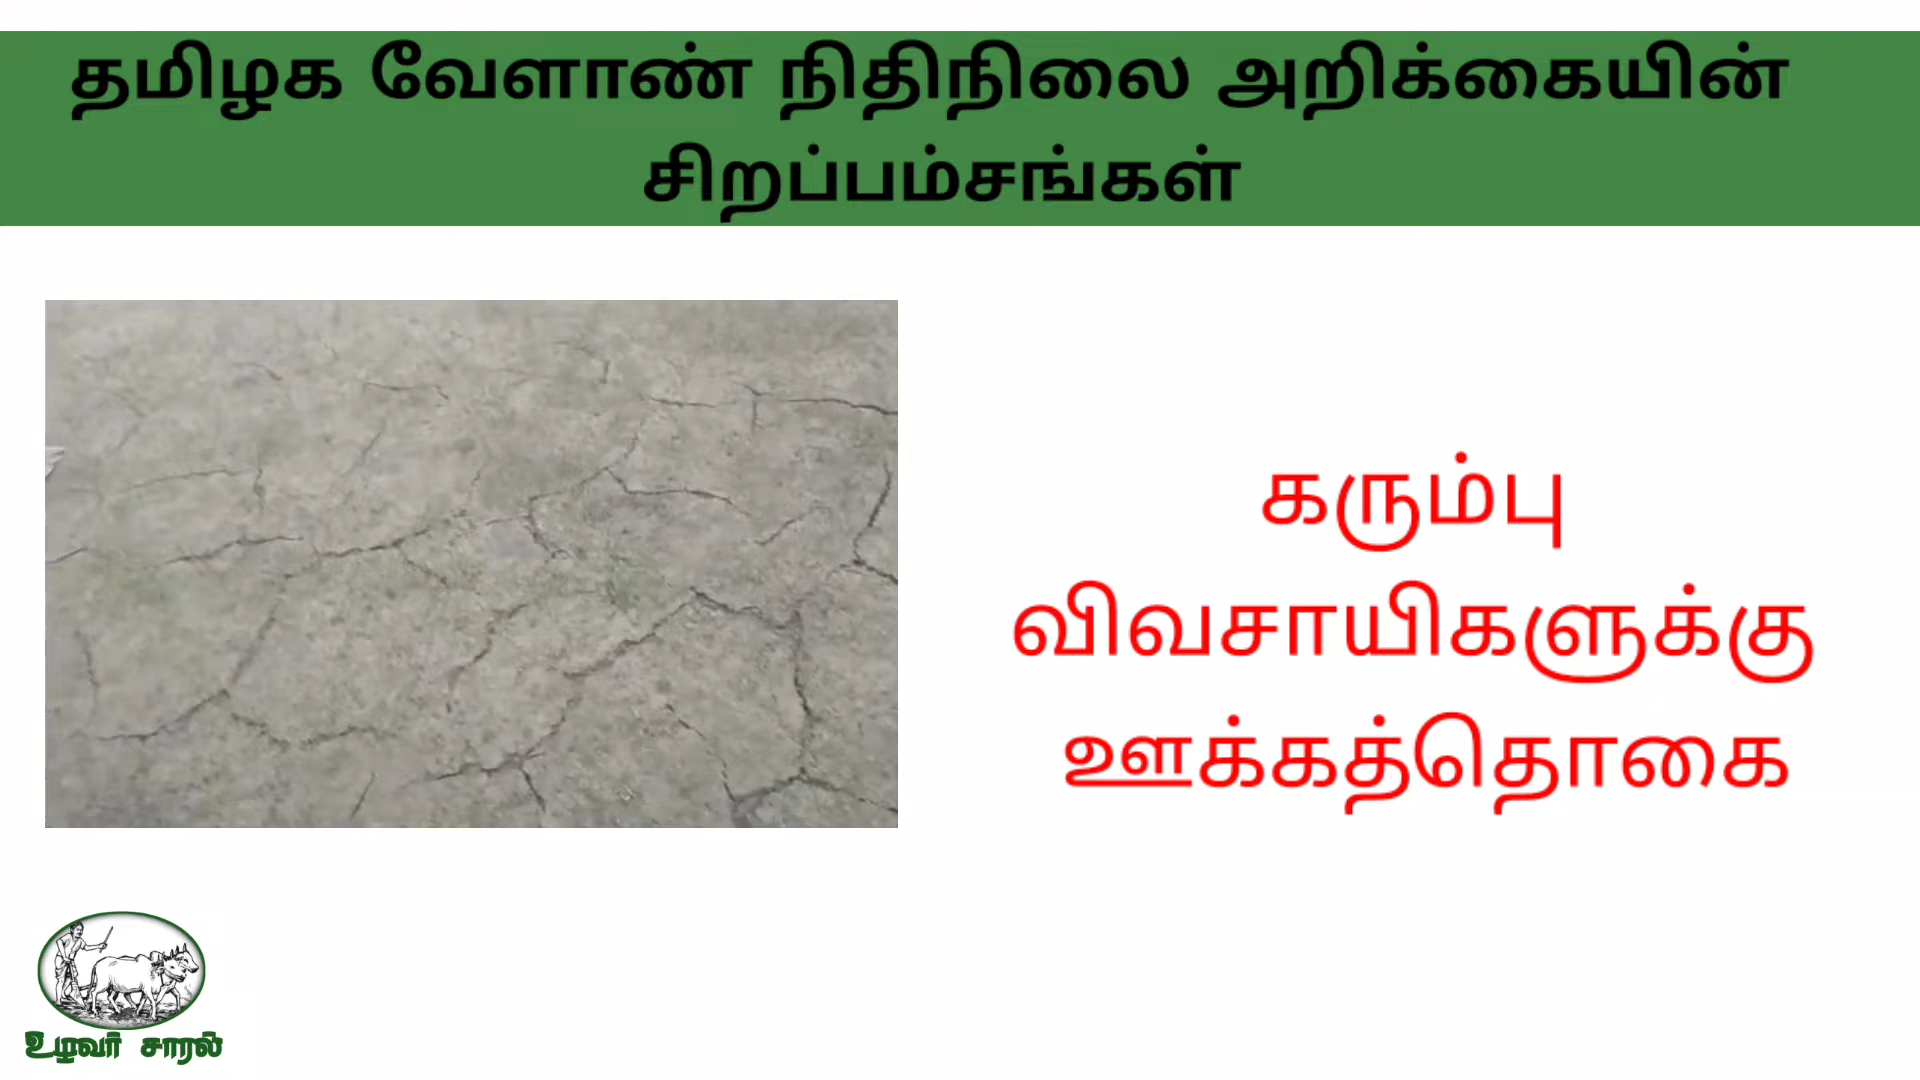 தமிழக வேளாண் நிதிநிலை அறிக்கையின்
சிறப்பம்சங்கள்
கரும்பு
விவசாயிகளுக்கு
ஊக்கத்தொகை
உழவர் சாரல்